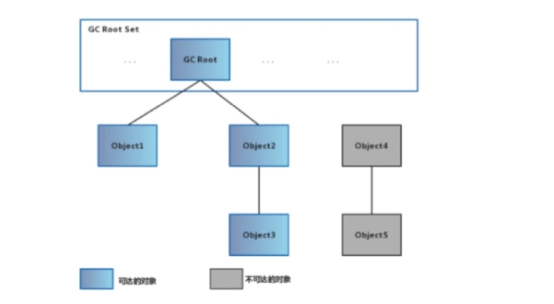 GC Root Set
... GC Root ... ...
Object1 Object2 Object4
Object3 Object5
可达的对象 不可达的对象